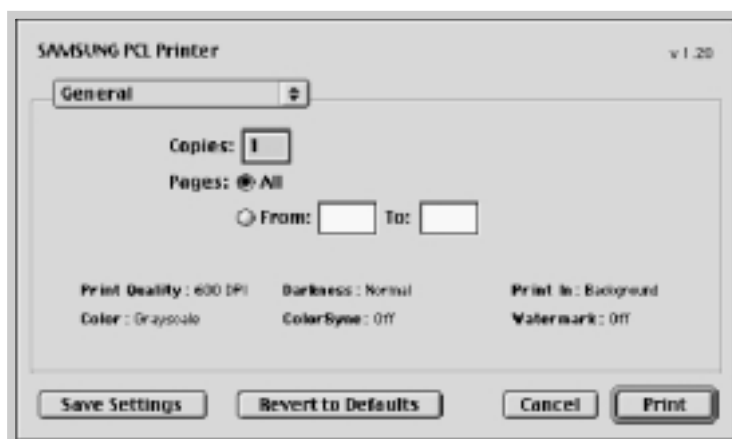 SAMSUNG PCL Printer v 1.20
General
Copies: 1
Pages: All
From: To:
Print Quality : 600 DPI Darkness : Normal Print In : Background
Color : Grayscale ColorSync : Off Watermark : Off
Save Settings Revert to Defaults Cancel Print